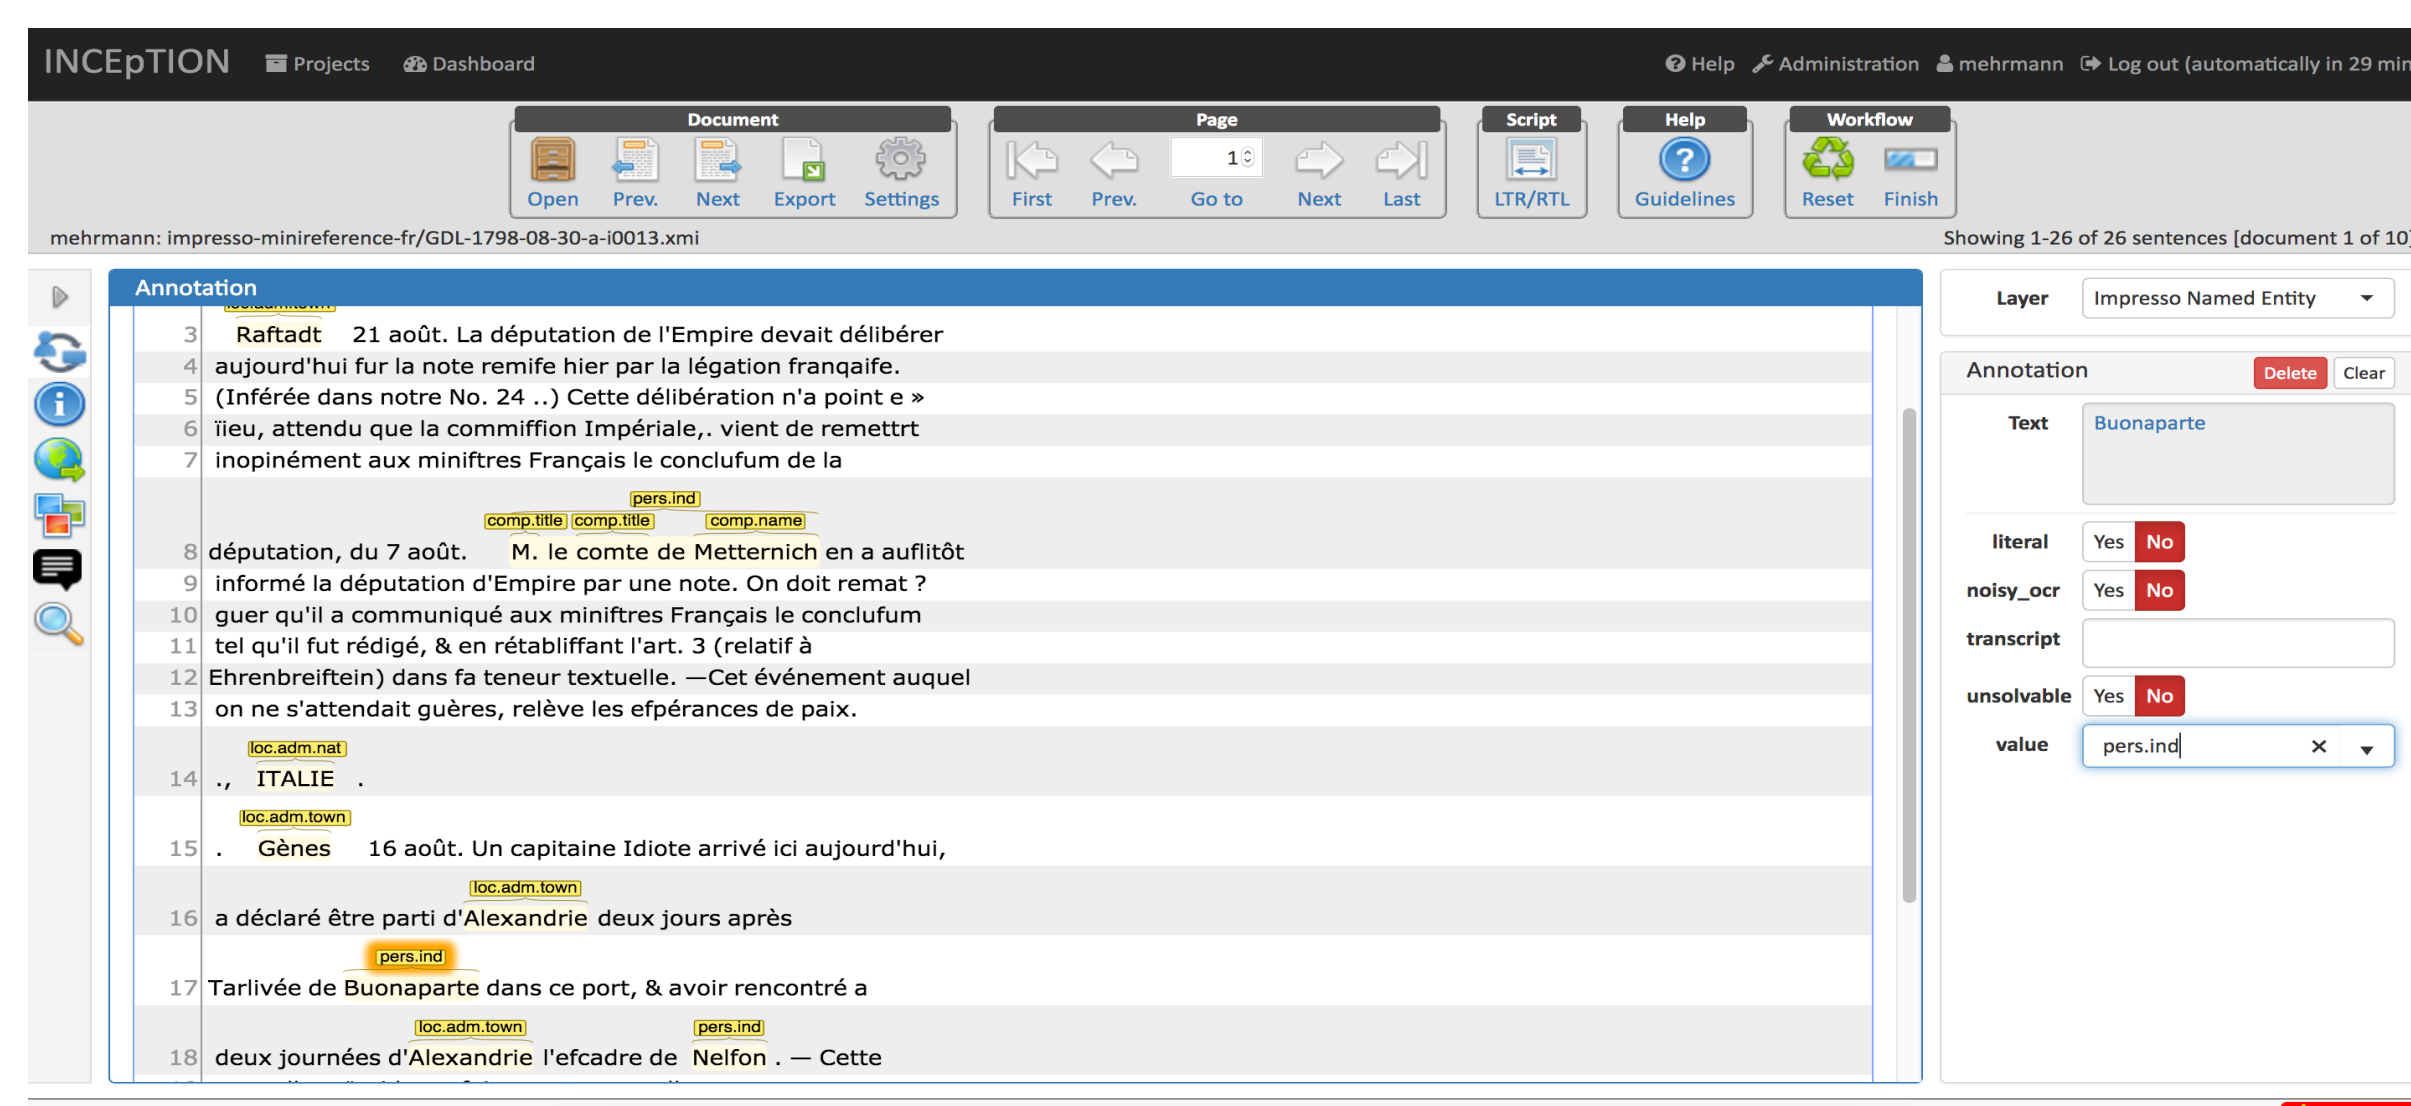 INCEpTION Projects Dashboard Help Administration mehrmann Log out (automatically in 29 min
Document Page Script Help Workflow
1
Open Prev. Next Export Settings First Prev. Go to Next Last LTR/RTL Guidelines Reset Finish
mehrmann: impresso-minireference-fr/GDL-1798-08-30-a-i0013.xmi Showing 1-26 of 26 sentences [document 1 of 10]
Annotation
3 Raftadt 21 août. La députation de l'Empire devait délibérer
4 aujourd'hui fur la note remife hier par la légation franqaife.
5 (Inférée dans notre No. 24 ..) Cette délibération n'a point e »
6 ïieu, attendu que la commiffion Impériale,. vient de remettrt
7 inopinément aux miniftres Français le conclufum de la
pers.ind
comp.title comp.title comp.name
8 députation, du 7 août. M. le comte de Metternich en a auflitôt
9 informé la députation d'Empire par une note. On doit remat ?
10 guer qu'il a communiqué aux miniftres Français le conclufum
11 tel qu'il fut rédigé, & en rétabliffant l'art. 3 (relatif à
12 Ehrenbreiftein) dans fa teneur textuelle. —Cet événement auquel
13 on ne s'attendait guères, relève les efpérances de paix.
loc.adm.nat
14 ., ITALIE .
loc.adm.town
15 . Gènes 16 août. Un capitaine Idiote arrivé ici aujourd'hui,
loc.adm.town
16 a déclaré être parti d'Alexandrie deux jours après
pers.ind
17 Tarlivée de Buonaparte dans ce port, & avoir rencontré a
loc.adm.town pers.ind
18 deux journées d'Alexandrie l'efcadre de Nelfon . — Cette
Layer Impresso Named Entity
Annotation Delete Clear
Text Buonaparte
literal Yes No
noisy_ocr Yes No
transcript
unsolvable Yes No
value pers.ind